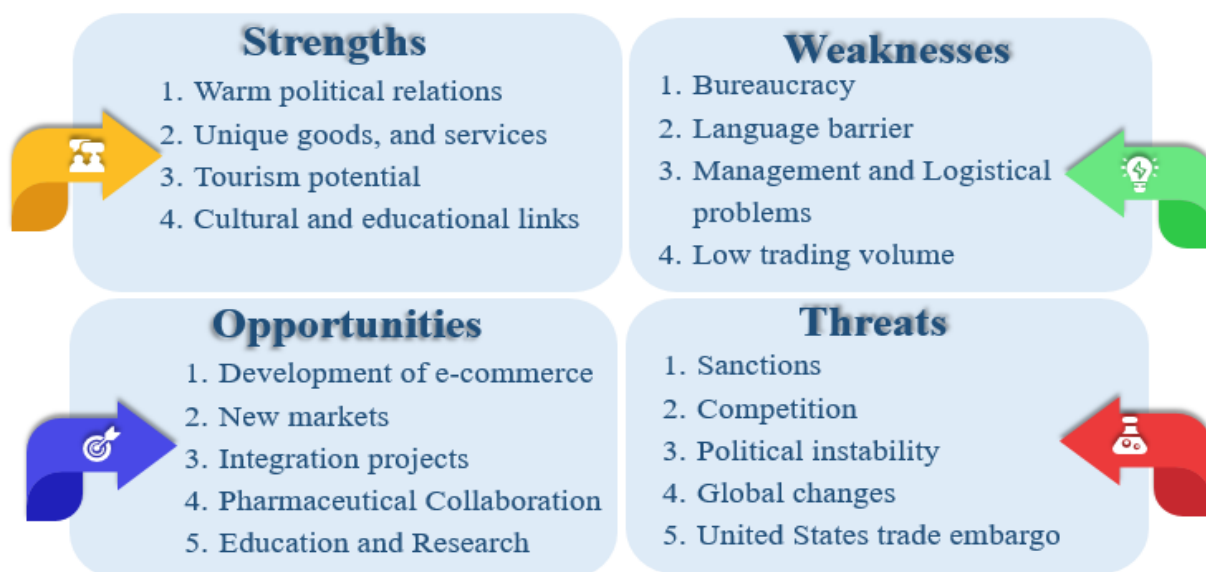 Strengths
1. Warm political relations
2. Unique goods, and services
3. Tourism potential
4. Cultural and educational links
Weaknesses
1. Bureaucracy
2. Language barrier
3. Management and Logistical
problems
4. Low trading volume
Opportunities
1. Development of e-commerce
2. New markets
3. Integration projects
4. Pharmaceutical Collaboration
5. Education and Research
Threats
1. Sanctions
2. Competition
3. Political instability
4. Global changes
5. United States trade embargo